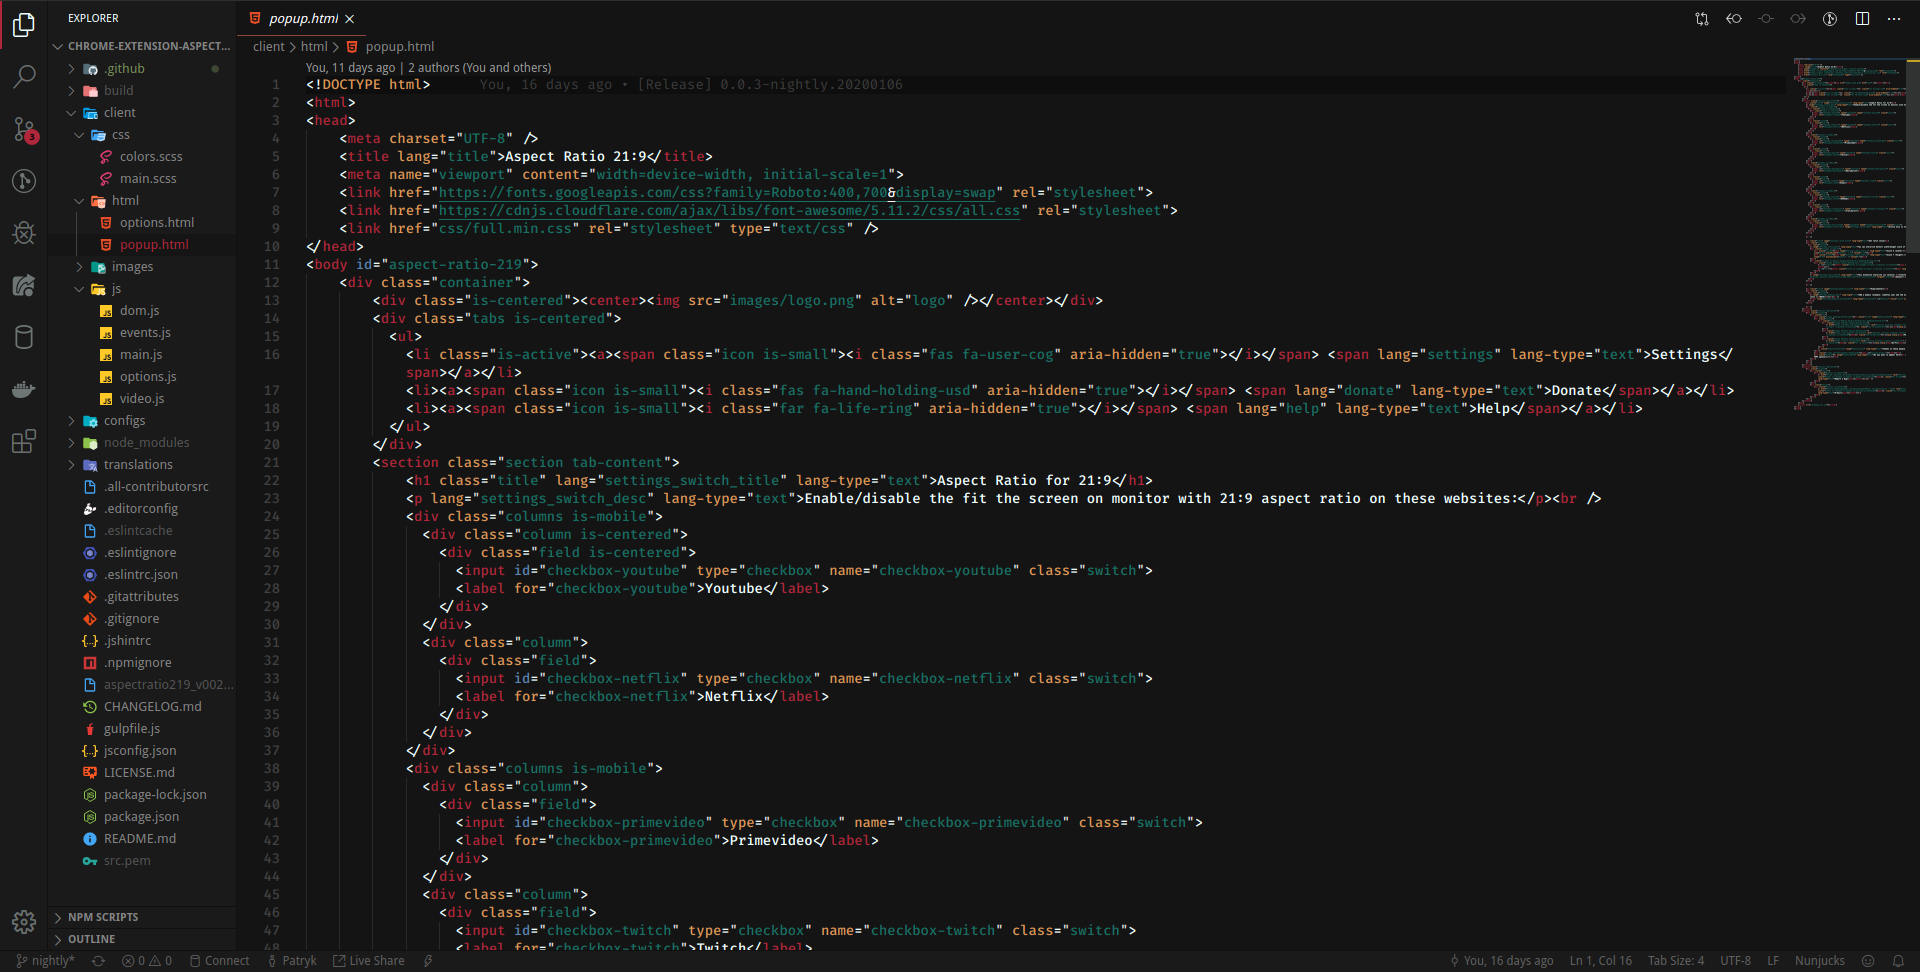 EXPLORER
CHROME-EXTENSION-ASPECT...
.github
build
client
css
colors.scss
main.scss
html
options.html
popup.html
images
js
dom.js
events.js
main.js
options.js
video.js
configs
node_modules
translations
.all-contributorsrc
.editorconfig
.eslintcache
.eslintignore
.eslintrc.json
.gitattributes
.gitignore
.jshintrc
.npmignore
aspectratio219_v002...
CHANGELOG.md
gulpfile.js
jsconfig.json
LICENSE.md
package-lock.json
package.json
README.md
src.pem
NPM SCRIPTS
OUTLINE
3
popup.html
client > html > popup.html
You, 11 days ago | 2 authors (You and others)
1 <!DOCTYPE html> You, 16 days ago • [Release] 0.0.3-nightly.20200106
2 <html>
3 <head>
4 <meta charset="UTF-8" />
5 <title lang="title">Aspect Ratio 21:9</title>
6 <meta name="viewport" content="width=device-width, initial-scale=1">
7 <link href="https://fonts.googleapis.com/css?family=Roboto:400,700&display=swap" rel="stylesheet">
8 <link href="https://cdnjs.cloudflare.com/ajax/libs/font-awesome/5.11.2/css/all.css" rel="stylesheet">
9 <link href="css/full.min.css" rel="stylesheet" type="text/css" />
10 </head>
11 <body id="aspect-ratio-219">
12 <div class="container">
13 <div class="is-centered"><center><img src="images/logo.png" alt="logo" /></center></div>
14 <div class="tabs is-centered">
15 <ul>
16 <li class="is-active"><a><span class="icon is-small"><i class="fas fa-user-cog" aria-hidden="true"></i></span> <span lang="settings" lang-type="text">Settings</
span></a></li>
17 <li><a><span class="icon is-small"><i class="fas fa-hand-holding-usd" aria-hidden="true"></i></span> <span lang="donate" lang-type="text">Donate</span></a></li>
18 <li><a><span class="icon is-small"><i class="far fa-life-ring" aria-hidden="true"></i></span> <span lang="help" lang-type="text">Help</span></a></li>
19 </ul>
20 </div>
21 <section class="section tab-content">
22 <h1 class="title" lang="settings_switch_title" lang-type="text">Aspect Ratio for 21:9</h1>
23 <p lang="settings_switch_desc" lang-type="text">Enable/disable the fit the screen on monitor with 21:9 aspect ratio on these websites:</p><br />
24 <div class="columns is-mobile">
25 <div class="column is-centered">
26 <div class="field is-centered">
27 <input id="checkbox-youtube" type="checkbox" name="checkbox-youtube" class="switch">
28 <label for="checkbox-youtube">Youtube</label>
29 </div>
30 </div>
31 <div class="column">
32 <div class="field">
33 <input id="checkbox-netflix" type="checkbox" name="checkbox-netflix" class="switch">
34 <label for="checkbox-netflix">Netflix</label>
35 </div>
36 </div>
37 </div>
38 <div class="columns is-mobile">
39 <div class="column">
40 <div class="field">
41 <input id="checkbox-primevideo" type="checkbox" name="checkbox-primevideo" class="switch">
42 <label for="checkbox-primevideo">Primevideo</label>
43 </div>
44 </div>
45 <div class="column">
46 <div class="field">
47 <input id="checkbox-twitch" type="checkbox" name="checkbox-twitch" class="switch">
48 <label for="checkbox-twitch">Twitch</label>
nightly* 0 0 Connect Patryk Live Share
You, 16 days ago Ln 1, Col 16 Tab Size: 4 UTF-8 LF Nunjucks